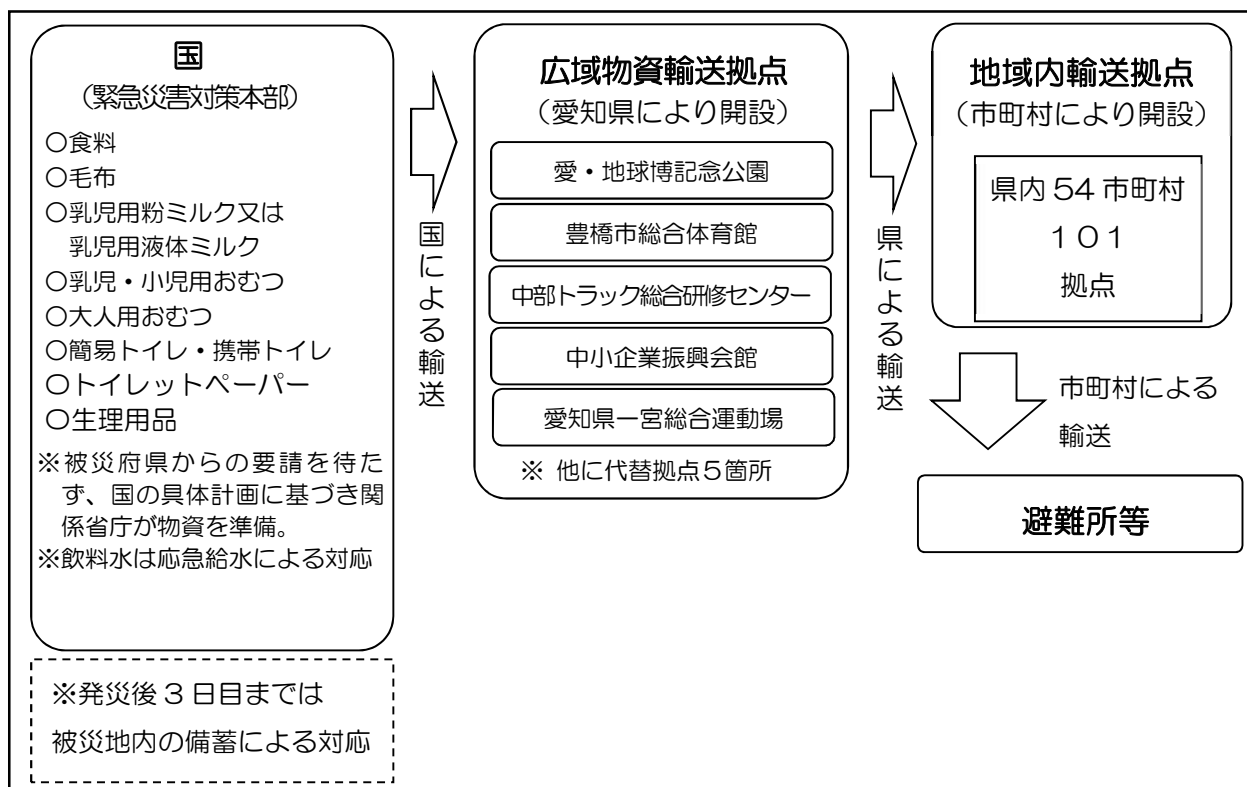 国
（緊急災害対策本部）
○食料
○毛布
○乳児用粉ミルク又は
乳児用液体ミルク
○乳児・小児用おむつ
○大人用おむつ
○簡易トイレ・携帯トイレ
○トイレットペーパー
○生理用品
※被災府県からの要請を待た
ず、国の具体計画に基づき関
係省庁が物資を準備。
※飲料水は応急給水による対応
※発災後３日目までは
被災地内の備蓄による対応
国による輸送
広域物資輸送拠点
（愛知県により開設）
愛・地球博記念公園
豊橋市総合体育館
中部トラック総合研修センター
中小企業振興会館
愛知県一宮総合運動場
※ 他に代替拠点５箇所
県による輸送
地域内輸送拠点
（市町村により開設）
県内 54 市町村
１０１
拠点
市町村による
輸送
避難所等